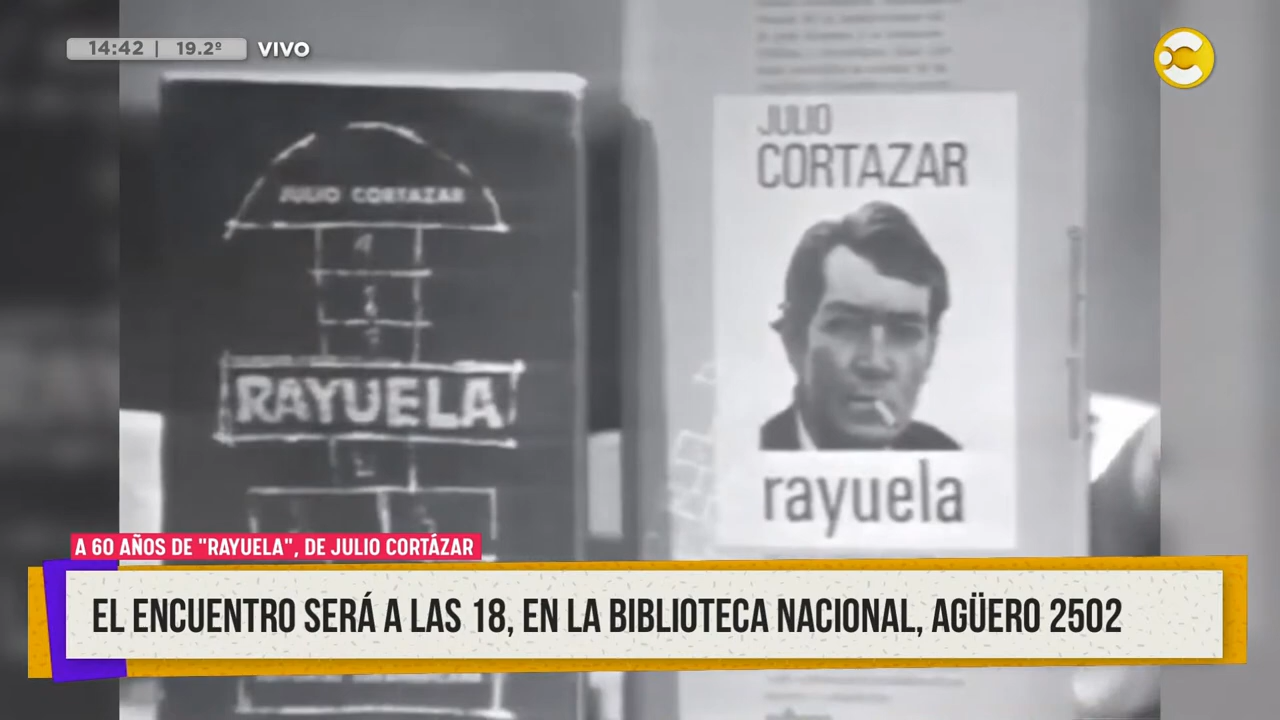 14:42 | 19.2º VIVO
JULIO CORTAZAR
4
RAYUELA
JULIO
CORTAZAR
rayuela
A 60 AÑOS DE "RAYUELA", DE JULIO CORTÁZAR
EL ENCUENTRO SERÁ A LAS 18, EN LA BIBLIOTECA NACIONAL, AGÜERO 2502